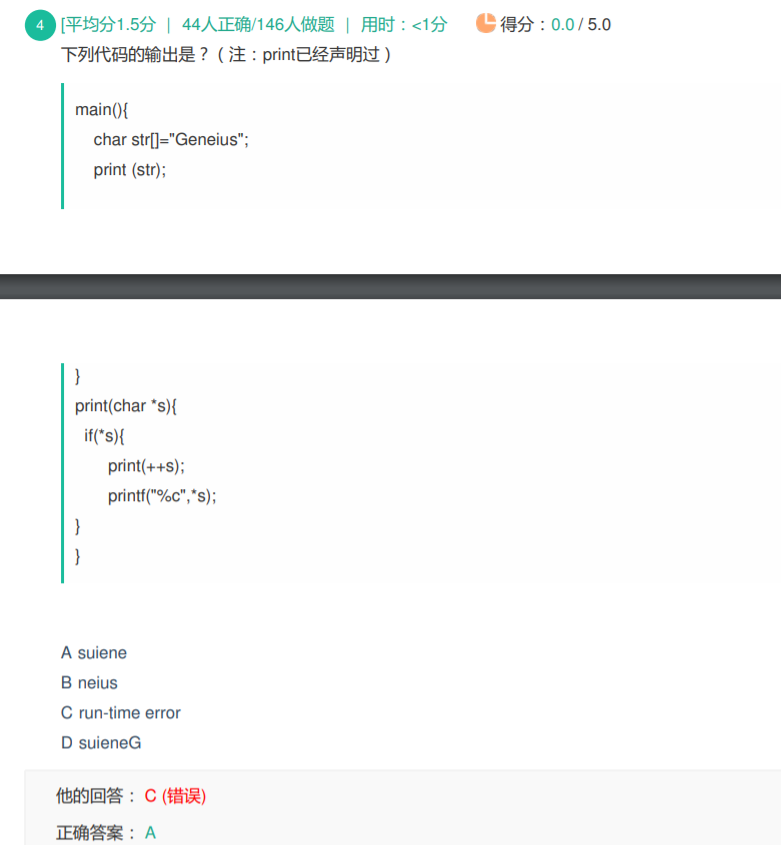 4 [平均分1.5分 | 44人正确/146人做题 | 用时：<1分 得分：0.0 / 5.0
下列代码的输出是？（注：print已经声明过）
main(){
char str[]="Geneius";
print (str);
}
print(char *s){
if(*s){
print(++s);
printf("%c",*s);
}
}
A suiene
B neius
C run-time error
D suieneG
他的回答： C (错误)
正确答案： A